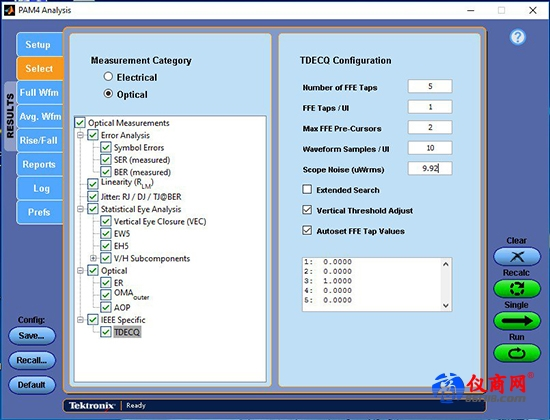 PAM4 Analysis
RESULTS
Setup
Select
Full Wfm
Avg. Wfm
Rise/Fall
Reports
Log
Prefs
Config:
Save...
Recall...
Default
Measurement Category
Electrical
Optical
Optical Measurements
Error Analysis
Symbol Errors
SER (measured)
BER (measured)
Linearity (RLM)
Jitter: RJ / DJ / TJ@BER
Statistical Eye Analysis
Vertical Eye Closure (VEC)
EW5
EH5
V/H Subcomponents
Optical
ER
OMAouter
AOP
IEEE Specific
TDECQ
TDECQ Configuration
Number of FFE Taps 5
FFE Taps / UI 1
Max FFE Pre-Cursors 2
Waveform Samples / UI 10
Scope Noise (uWrms) 9.92
Extended Search
Vertical Threshold Adjust
Autoset FFE Tap Values
1: 0.0000
2: 0.0000
3: 1.0000
4: 0.0000
5: 0.0000
?
Clear
Recalc
Single
Run
Tektronix
Ready
仪商网